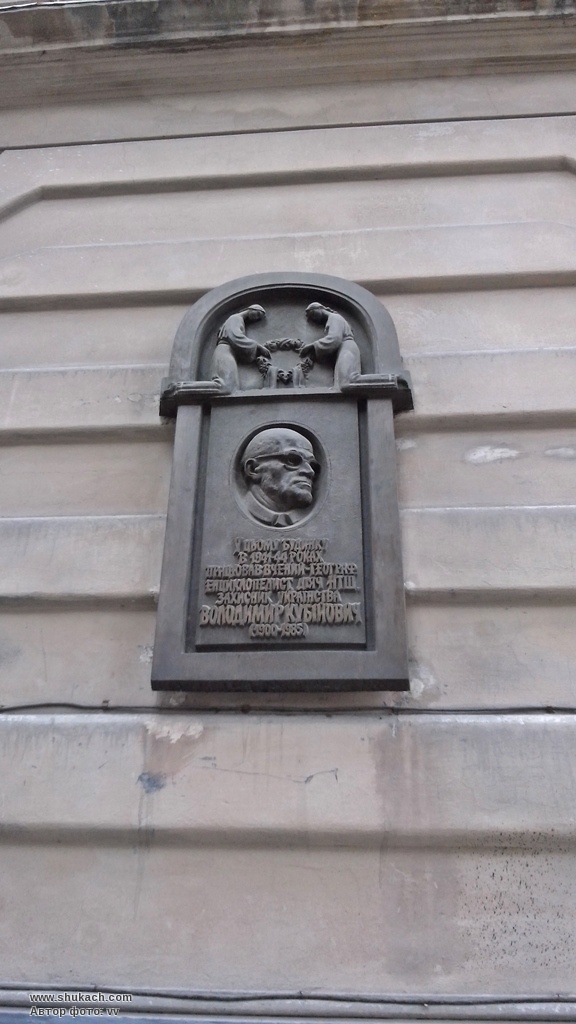 У ЦЬОМУ БУДИНКУ
В 1941-44 РОКАХ
ПРАЦЮВАВ ВЧЕНИЙ-ГЕОГРАФ
ЕНЦИКЛОПЕДИСТ ДІЯЧ НТШ
ЗАХИСНИК УКРАЇНСТВА
ВОЛОДИМИР КУБІЙОВИЧ
(1900-1985)
www.shukach.com
Автор фото: vv